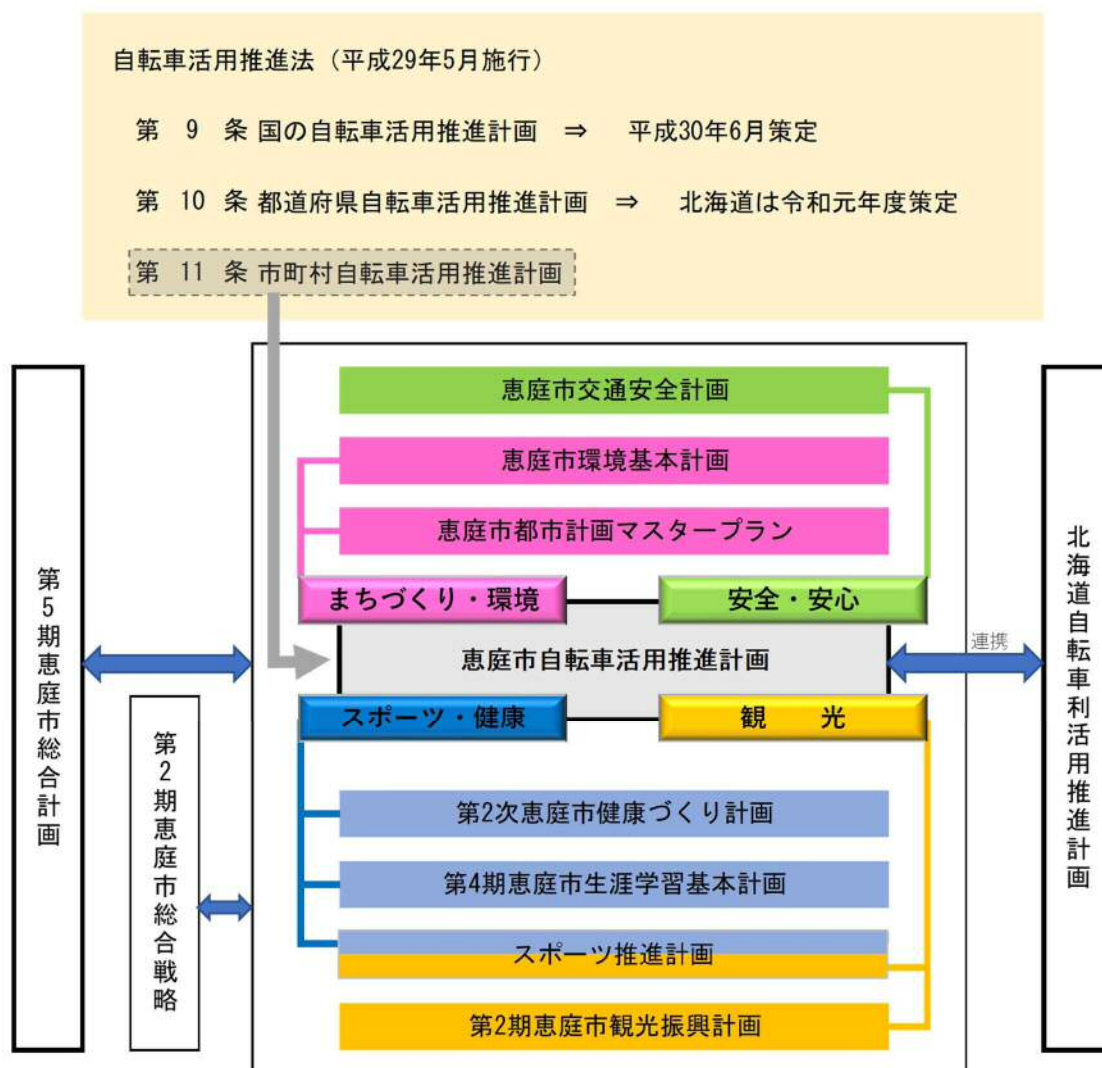 自転車活用推進法（平成29年5月施行）
第 9 条 国の自転車活用推進計画 ⇒ 平成30年6月策定
第 10 条 都道府県自転車活用推進計画 ⇒ 北海道は令和元年度策定
第 11 条 市町村自転車活用推進計画
恵庭市交通安全計画
恵庭市環境基本計画
恵庭市都市計画マスタープラン
まちづくり・環境
安全・安心
恵庭市自転車活用推進計画
連携
スポーツ・健康
観 光
第2次恵庭市健康づくり計画
第4期恵庭市生涯学習基本計画
スポーツ推進計画
第2期恵庭市観光振興計画
第5期恵庭市総合計画
第2期恵庭市総合戦略
北海道自転車利活用推進計画